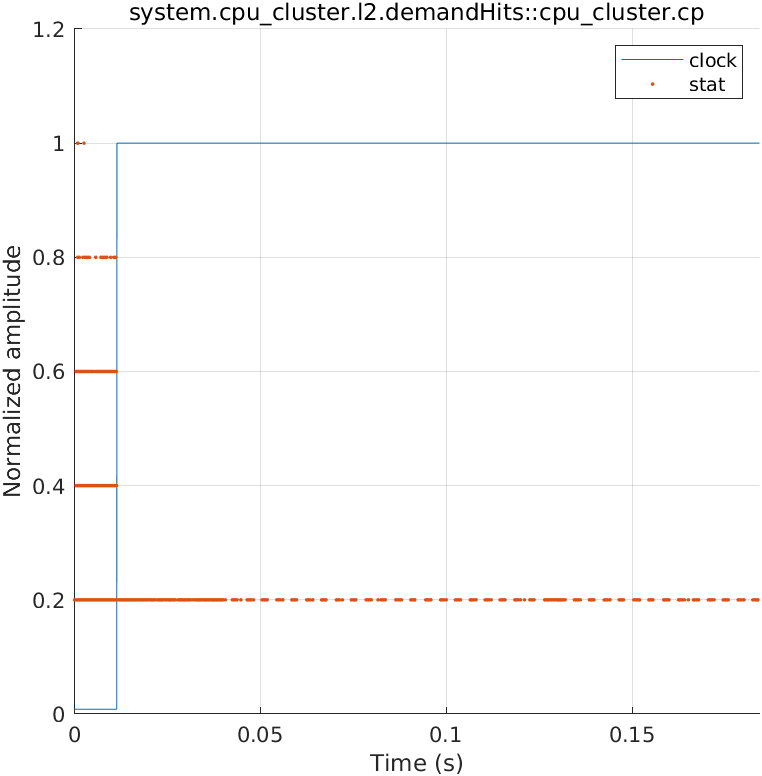 system.cpu_cluster.l2.demandHits::cpu_cluster.cp
clock
stat
1.2
1
0.8
0.6
0.4
0.2
0
Normalized amplitude
0
0.05
0.1
0.15
Time (s)